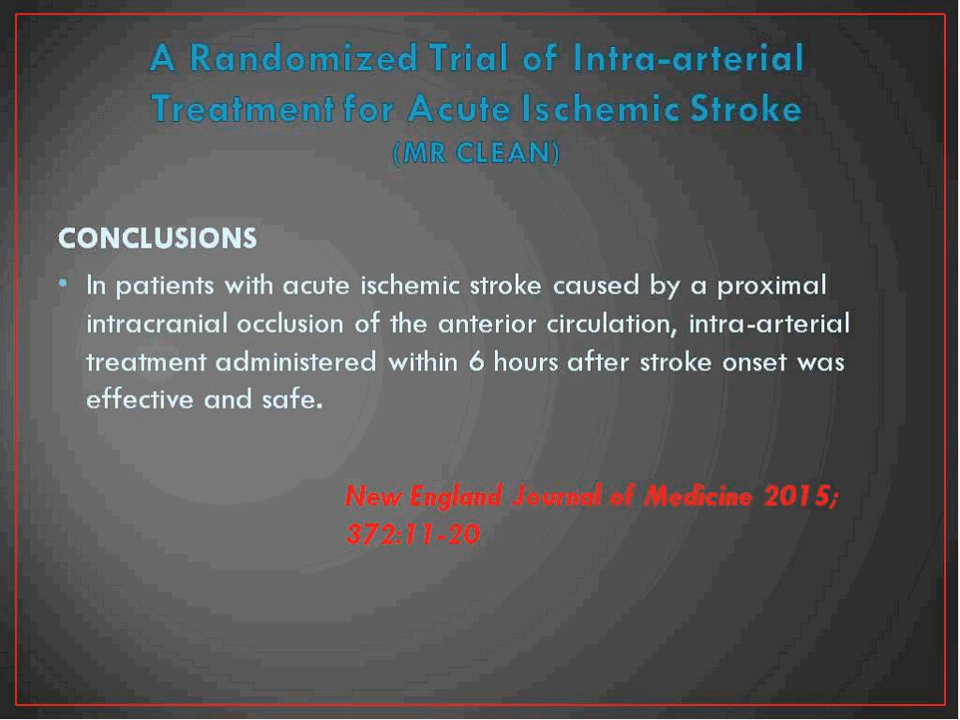 A Randomized Trial of Intra-arterial
Treatment for Acute Ischemic Stroke
(MR CLEAN)
CONCLUSIONS
• In patients with acute ischemic stroke caused by a proximal
intracranial occlusion of the anterior circulation, intra-arterial
treatment administered within 6 hours after stroke onset was
effective and safe.
New England Journal of Medicine 2015;
372:11-20